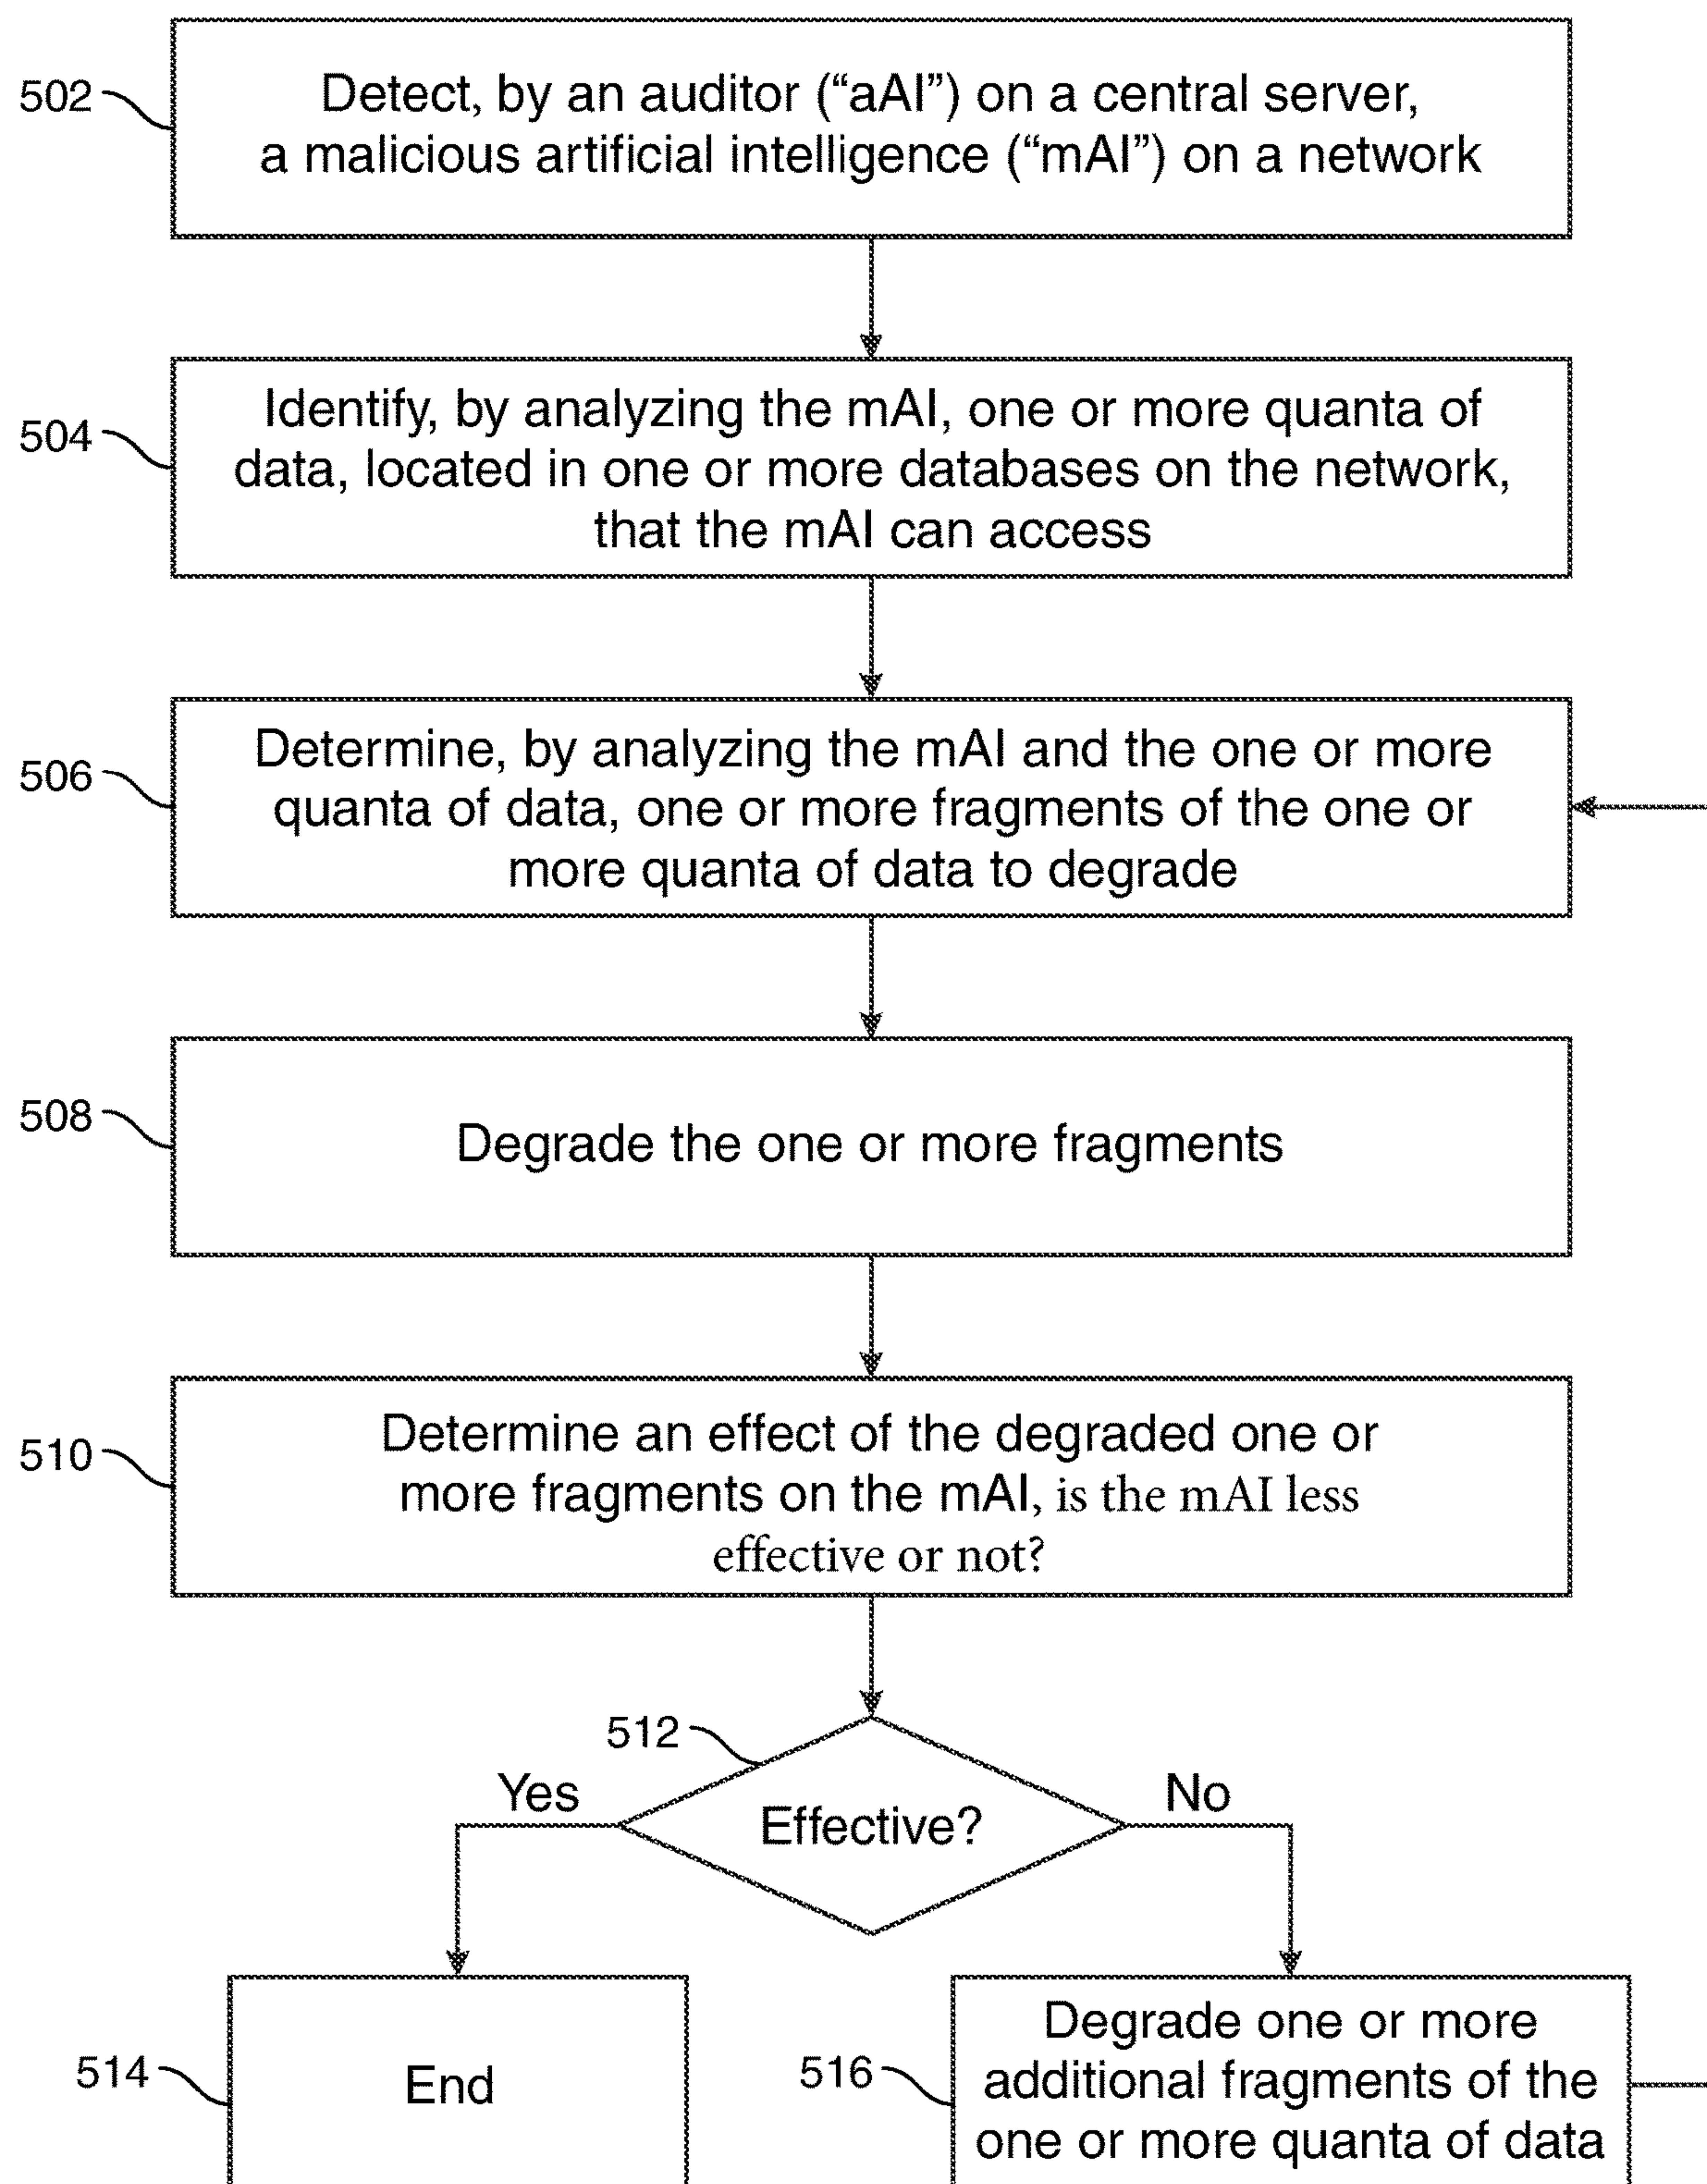 502
Detect, by an auditor (“aAI”) on a central server,
a malicious artificial intelligence (“mAI”) on a network
504
Identify, by analyzing the mAI, one or more quanta of
data, located in one or more databases on the network,
that the mAI can access
506
Determine, by analyzing the mAI and the one or more
quanta of data, one or more fragments of the one or
more quanta of data to degrade
508
Degrade the one or more fragments
510
Determine an effect of the degraded one or
more fragments on the mAI, is the mAI less
effective or not?
512
Yes
Effective?
No
514
End
516
Degrade one or more
additional fragments of the
one or more quanta of data